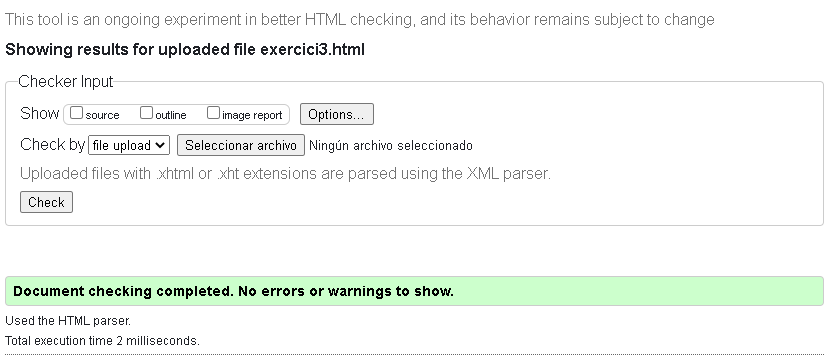 This tool is an ongoing experiment in better HTML checking, and its behavior remains subject to change
Showing results for uploaded file exercici3.html
Checker Input
Show source outline image report Options...
Check by file upload Seleccionar archivo Ningún archivo seleccionado
Uploaded files with .xhtml or .xht extensions are parsed using the XML parser.
Check
Document checking completed. No errors or warnings to show.
Used the HTML parser.
Total execution time 2 milliseconds.